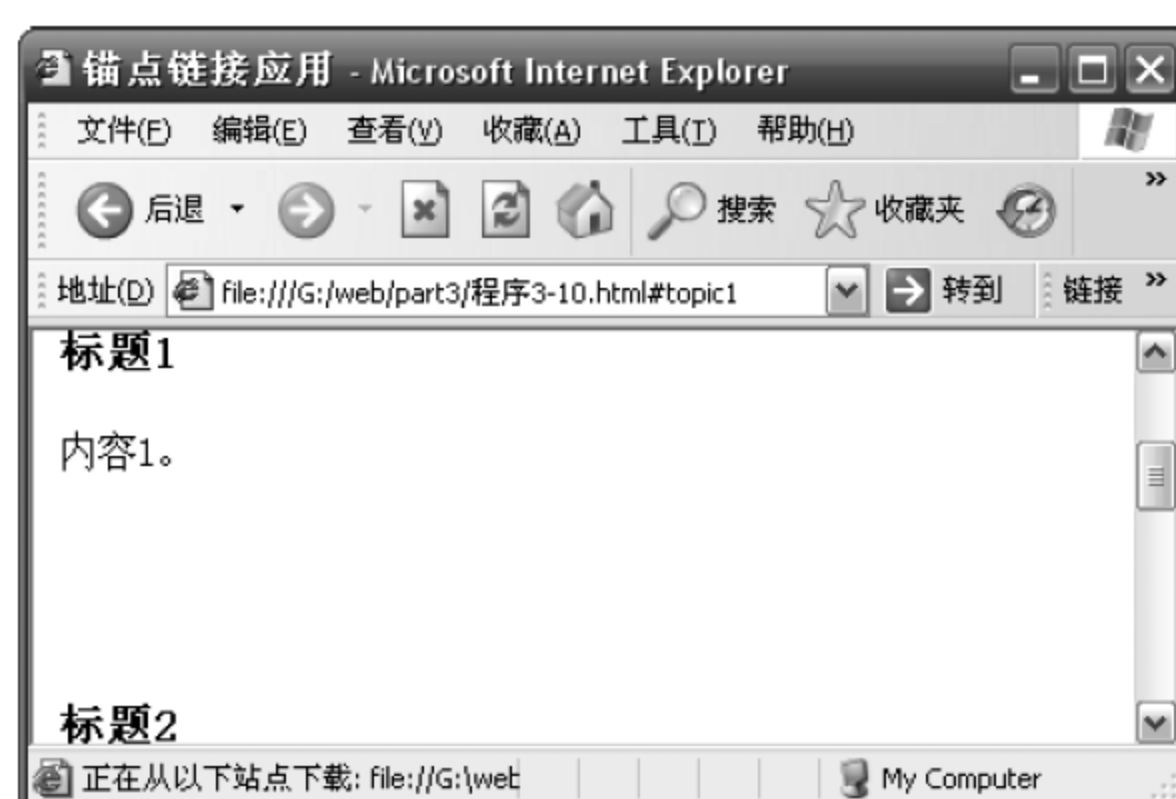 锚点链接应用 - Microsoft Internet Explorer
文件(F) 编辑(E) 查看(V) 收藏(A) 工具(T) 帮助(H)
后退 搜索 收藏夹 »
地址(D) file:///G:/web/part3/程序3-10.html#topic1 转到 链接 »
标题1
内容1。
标题2
正在从以下站点下载: file://G:\web My Computer